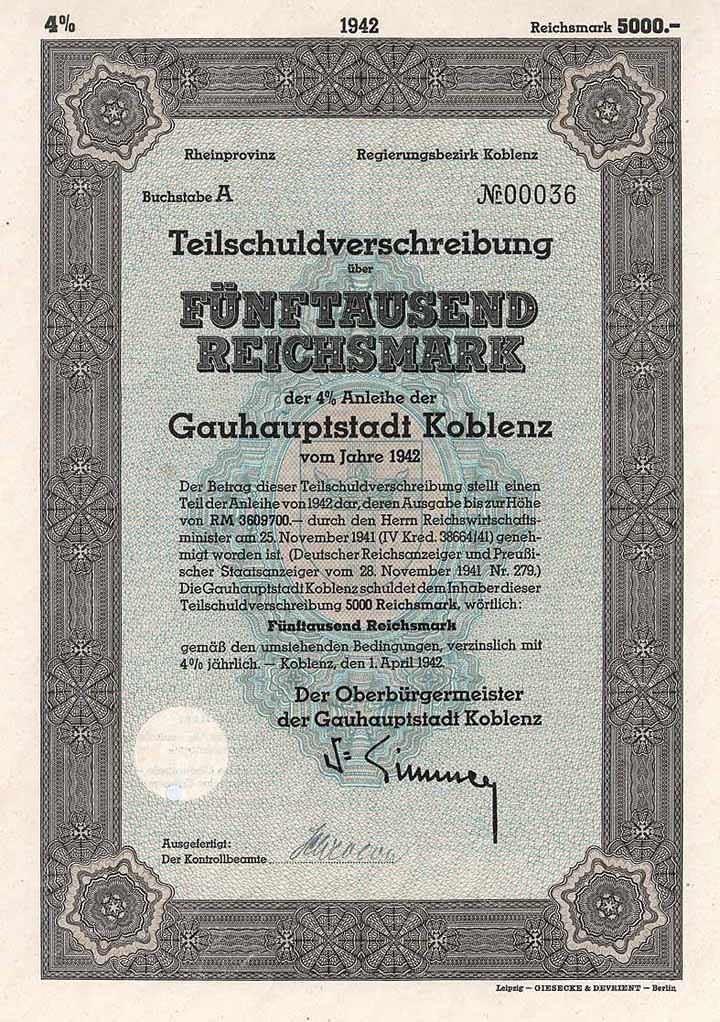 4% 1942 Reichsmark 5000.-
Rheinprovinz Regierungsbezirk Koblenz
Buchstabe A № 00036
Teilschuldverschreibung
über
FÜNFTAUSEND
REICHSMARK
der 4% Anleihe der
Gauhauptstadt Koblenz
vom Jahre 1942
Der Betrag dieser Teilschuldverschreibung stellt einen
Teil der Anleihe von 1942 dar, deren Ausgabe bis zur Höhe
von RM 3609700.— durch den Herrn Reichswirtschafts-
minister am 25. November 1941 (IV Kred. 38664/41) geneh-
migt worden ist. (Deutscher Reichsanzeiger und Preußi-
scher Staatsanzeiger vom 28. November 1941 Nr. 279.)
Die Gauhauptstadt Koblenz schuldet dem Inhaber dieser
Teilschuldverschreibung 5000 Reichsmark, wörtlich:
Fünftausend Reichsmark
gemäß den umstehenden Bedingungen, verzinslich mit
4% jährlich. — Koblenz, den 1. April 1942.
Der Oberbürgermeister
der Gauhauptstadt Koblenz
Ausgefertigt:
Der Kontrollbeamte
Leipzig — GIESECKE & DEVRIENT — Berlin